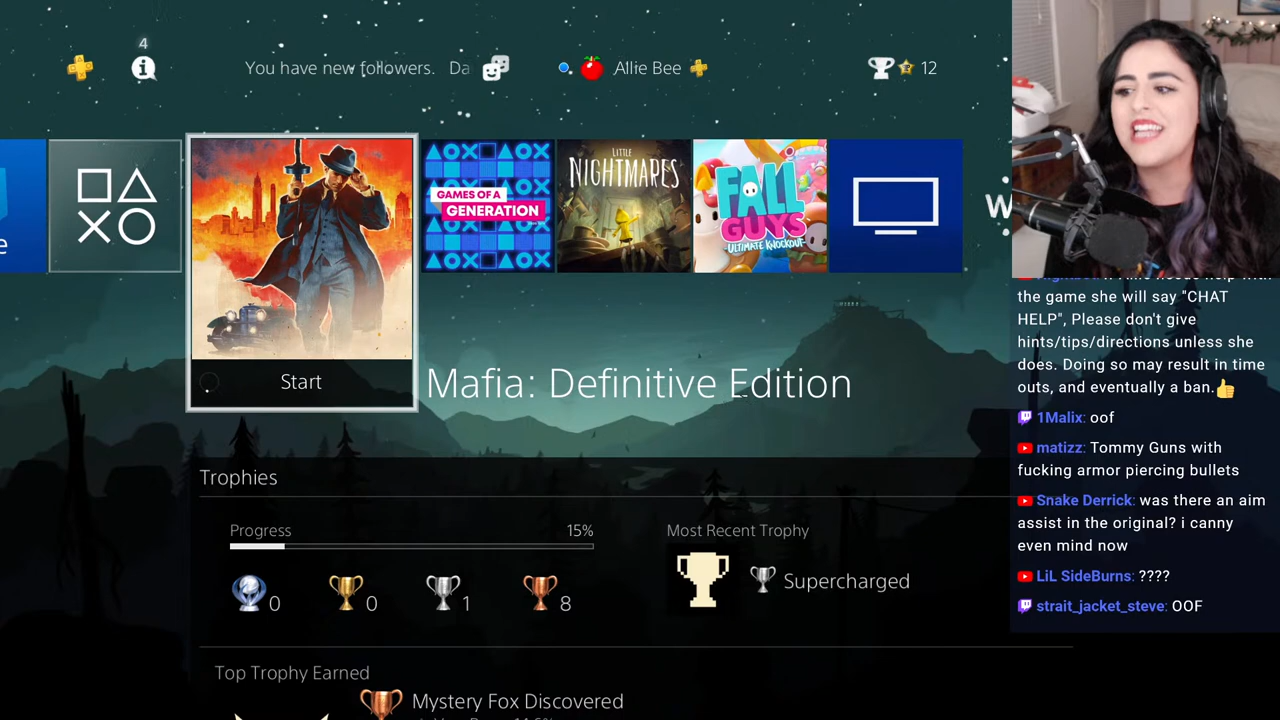 4
You have new followers. Da
Allie Bee
12
e
GAMES OF A
GENERATION
LITTLE
NIGHTMARES
FALL
GUYS
ULTIMATE KNOCKOUT
W
Start
Mafia: Definitive Edition
Trophies
Progress
15%
0
0
1
8
Most Recent Trophy
Supercharged
Top Trophy Earned
Mystery Fox Discovered
the game she will say "CHAT
HELP", Please don't give
hints/tips/directions unless she
does. Doing so may result in time
outs, and eventually a ban.👍
1Malix: oof
matizz: Tommy Guns with
fucking armor piercing bullets
Snake Derrick: was there an aim
assist in the original? i canny
even mind now
LiL SideBurns: ????
strait_jacket_steve: OOF